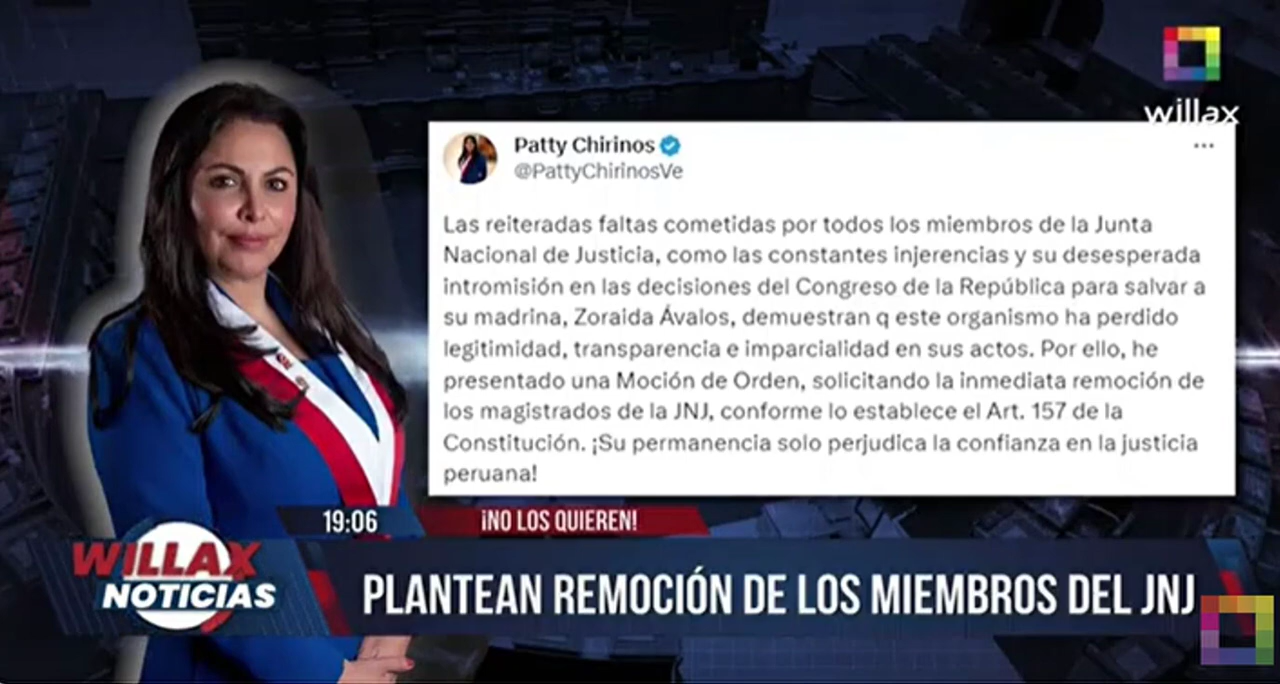 willax
Patty Chirinos
@PattyChirinosVe
Las reiteradas faltas cometidas por todos los miembros de la Junta
Nacional de Justicia, como las constantes injerencias y su desesperada
intromisión en las decisiones del Congreso de la República para salvar a
su madrina, Zoraida Ávalos, demuestran q este organismo ha perdido
legitimidad, transparencia e imparcialidad en sus actos. Por ello, he
presentado una Moción de Orden, solicitando la inmediata remoción de
los magistrados de la JNJ, conforme lo establece el Art. 157 de la
Constitución. ¡Su permanencia solo perjudica la confianza en la justicia
peruana!
19:06
¡NO LOS QUIEREN!
WILLAX
NOTICIAS
PLANTEAN REMOCIÓN DE LOS MIEMBROS DEL JNJ